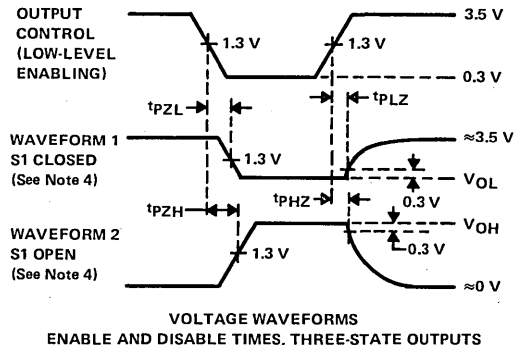 OUTPUT
CONTROL
(LOW-LEVEL
ENABLING)
3.5 V
1.3 V
1.3 V
0.3 V
tPZL
tPLZ
WAVEFORM 1
S1 CLOSED
(See Note 4)
≈3.5 V
1.3 V
VOL
0.3 V
tPZH
tPHZ
WAVEFORM 2
S1 OPEN
(See Note 4)
VOH
1.3 V
0.3 V
≈0 V
VOLTAGE WAVEFORMS
ENABLE AND DISABLE TIMES, THREE-STATE OUTPUTS